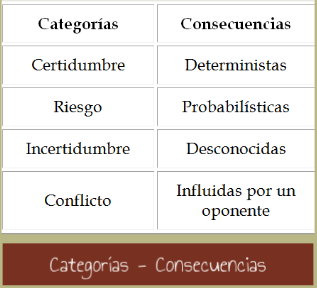 Categorías Consecuencias
Certidumbre Deterministas
Riesgo Probabilísticas
Incertidumbre Desconocidas
Conflicto Influidas por un
oponente
Categorías - Consecuencias